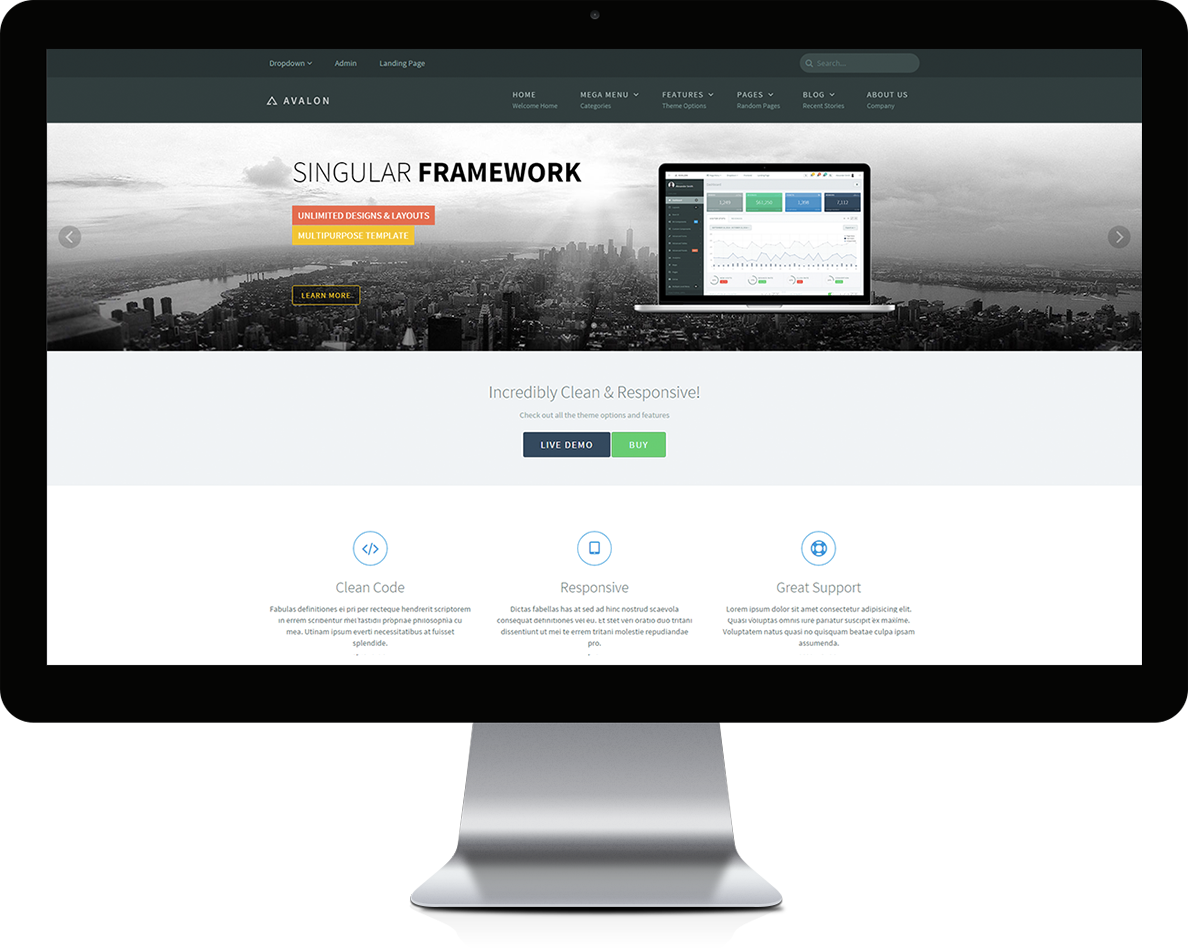 Dropdown
Admin
Landing Page
Search...
AVALON
HOME
Welcome Home
MEGA MENU
Categories
FEATURES
Theme Options
PAGES
Random Pages
BLOG
Recent Stories
ABOUT US
Company
SINGULAR FRAMEWORK
UNLIMITED DESIGNS & LAYOUTS
MULTIPURPOSE TEMPLATE
LEARN MORE
Dashboard
7,112
Incredibly Clean & Responsive!
Check out all the theme options and features
LIVE DEMO
BUY
Clean Code
Fabulas definitiones ei pri per recteque hendrerit scriptorem
in errem scribentur mei fastidii propriae philosophia cu
mea. Utinam ipsum everti necessitatibus at fuisset
splendide.
Responsive
Dictas fabellas has at sed ad hinc nostrud scaevola
consequat definitiones vel eu. Et stet veri oratio duo tritani
dissentiunt ut mei te errem tritani molestie repudiandae
pro.
Great Support
Lorem ipsum dolor sit amet consectetur adipisicing elit.
Quasi voluptas omnis iure pariatur suscipit ex maxime.
Voluptatem natus quasi no quisquam beatae culpa ipsam
assumenda.